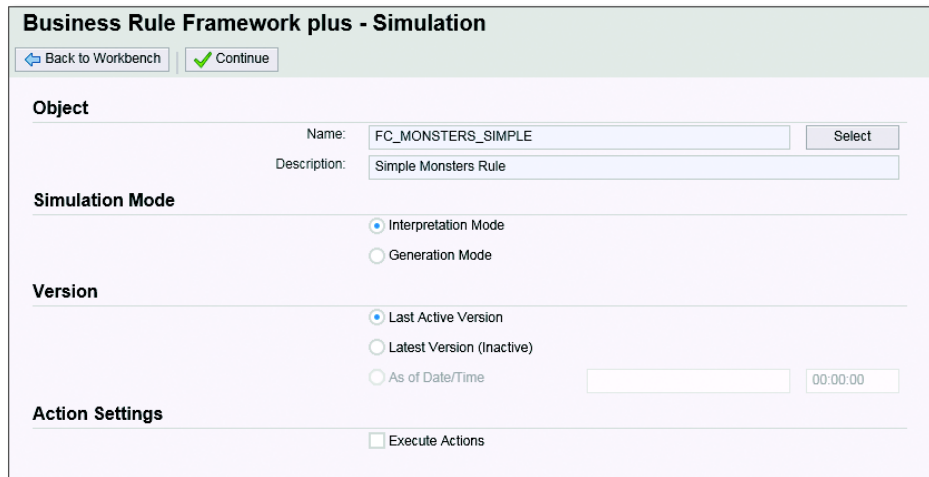 Business Rule Framework plus - Simulation
Back to Workbench Continue
Object
Name: FC_MONSTERS_SIMPLE Select
Description: Simple Monsters Rule
Simulation Mode
Interpretation Mode
Generation Mode
Version
Last Active Version
Latest Version (Inactive)
As of Date/Time 00:00:00
Action Settings
Execute Actions